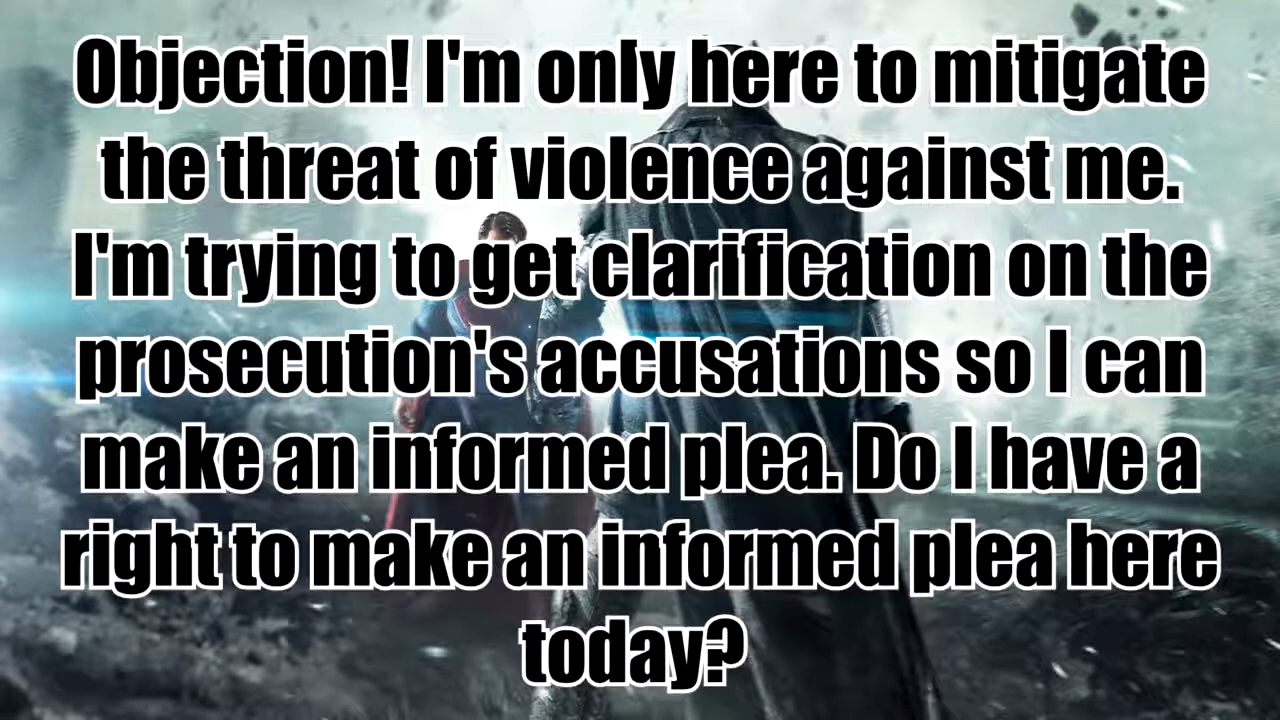 Objection! I'm only here to mitigate
the threat of violence against me.
I'm trying to get clarification on the
prosecution's accusations so I can
make an informed plea. Do I have a
right to make an informed plea here
today?